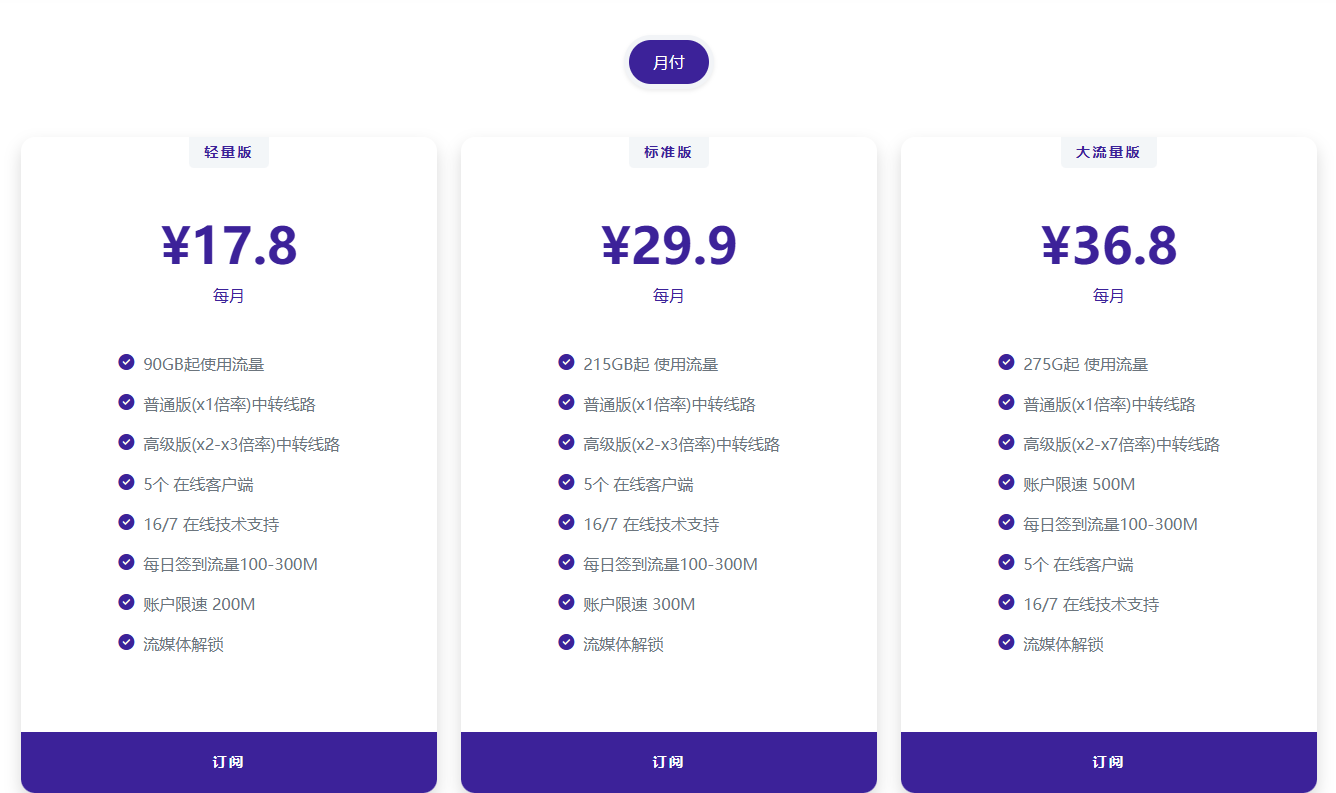 月付
轻量版
¥17.8
每月
90GB起使用流量
普通版(x1倍率)中转线路
高级版(x2-x3倍率)中转线路
5个 在线客户端
16/7 在线技术支持
每日签到流量100-300M
账户限速 200M
流媒体解锁
订阅
标准版
¥29.9
每月
215GB起 使用流量
普通版(x1倍率)中转线路
高级版(x2-x3倍率)中转线路
5个 在线客户端
16/7 在线技术支持
每日签到流量100-300M
账户限速 300M
流媒体解锁
订阅
大流量版
¥36.8
每月
275G起 使用流量
普通版(x1倍率)中转线路
高级版(x2-x7倍率)中转线路
账户限速 500M
每日签到流量100-300M
5个 在线客户端
16/7 在线技术支持
流媒体解锁
订阅